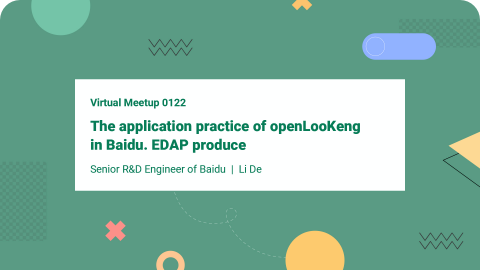 Virtual Meetup 0122
The application practice of openLooKeng
in Baidu. EDAP produce
Senior R&D Engineer of Baidu | Li De